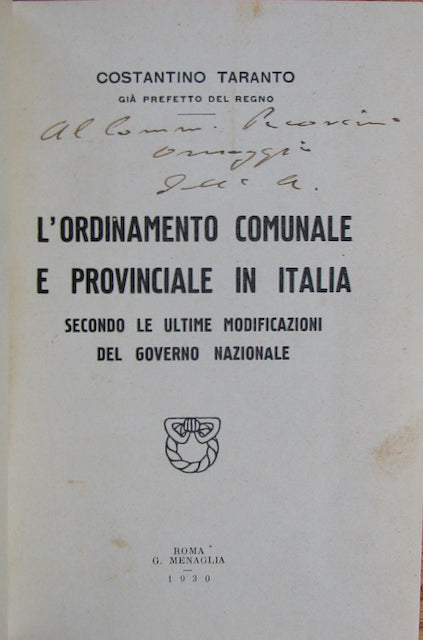 COSTANTINO TARANTO
GIÀ PREFETTO DEL REGNO
Al Comm.
omaggio
dell' A.
L'ORDINAMENTO COMUNALE
E PROVINCIALE IN ITALIA
SECONDO LE ULTIME MODIFICAZIONI
DEL GOVERNO NAZIONALE
ROMA
G. MENAGLIA
1930